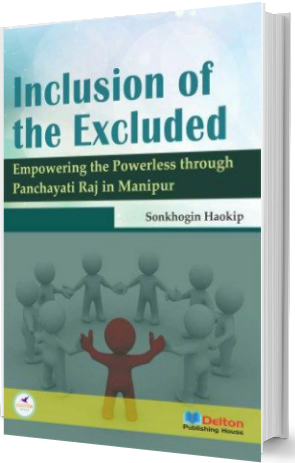 Inclusion of
the Excluded
Empowering the Powerless through
Panchayati Raj in Manipur
Sonkhogin Haokip
Delton
Publishing House